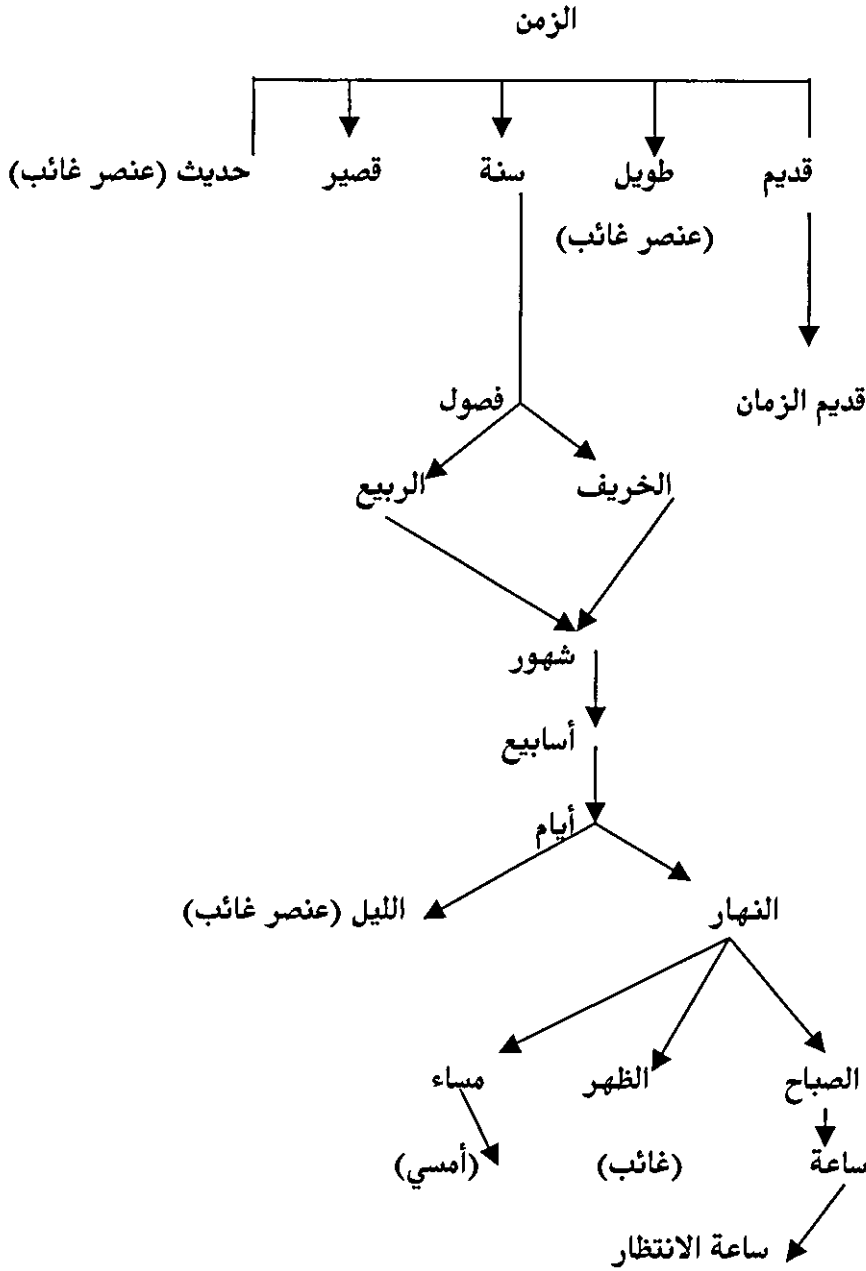 الزمن
قديم طويل سنة قصير حديث (عنصر غائب)
(عنصر غائب)
قديم الزمان فصول
الخريف الربيع
شهور
أسابيع
أيام
النهار الليل (عنصر غائب)
الصباح الظهر مساء
ساعة (غائب) (أمسي)
ساعة الانتظار